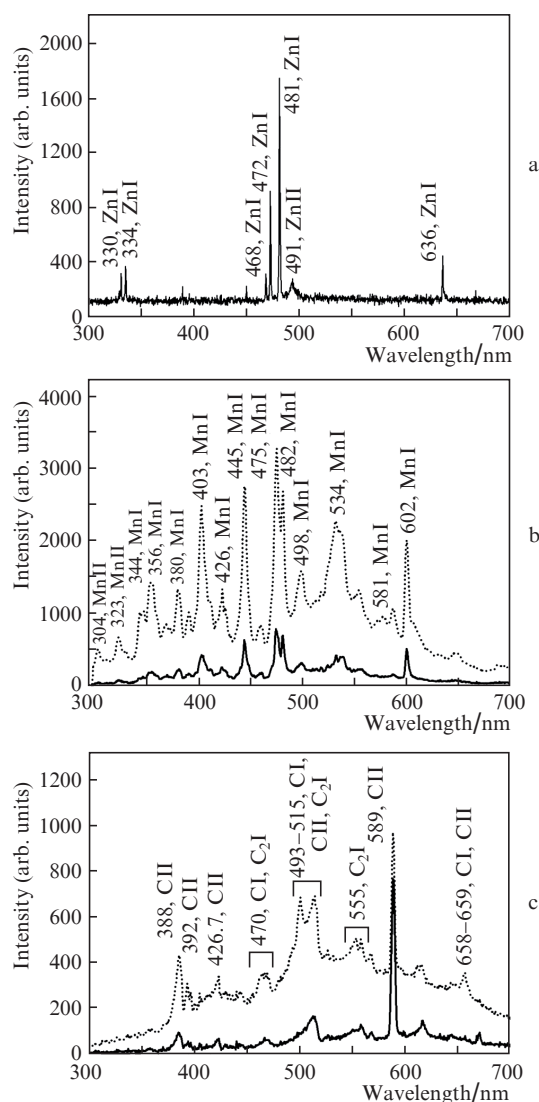 Intensity (arb. units)
2000
1600
1200
800
400
0
330, ZnI
334, ZnI
468, ZnI
472, ZnI
481, ZnI
491, ZnII
636, ZnI
300
400
500
600
700
Wavelength/nm
a
Intensity (arb. units)
4000
3000
2000
1000
0
304, MnII
323, MnII
344, MnI
356, MnI
380, MnI
403, MnI
426, MnI
445, MnI
475, MnI
482, MnI
498, MnI
534, MnI
581, MnI
602, MnI
300
400
500
600
700
Wavelength/nm
b
Intensity (arb. units)
1200
1000
800
600
400
200
0
388, CII
392, CII
426.7, CII
470, CI, C₂I
493–515, CI,
CII, C₂I
555, C₂I
589, CII
658–659, CI, CII
300
400
500
600
700
Wavelength/nm
c